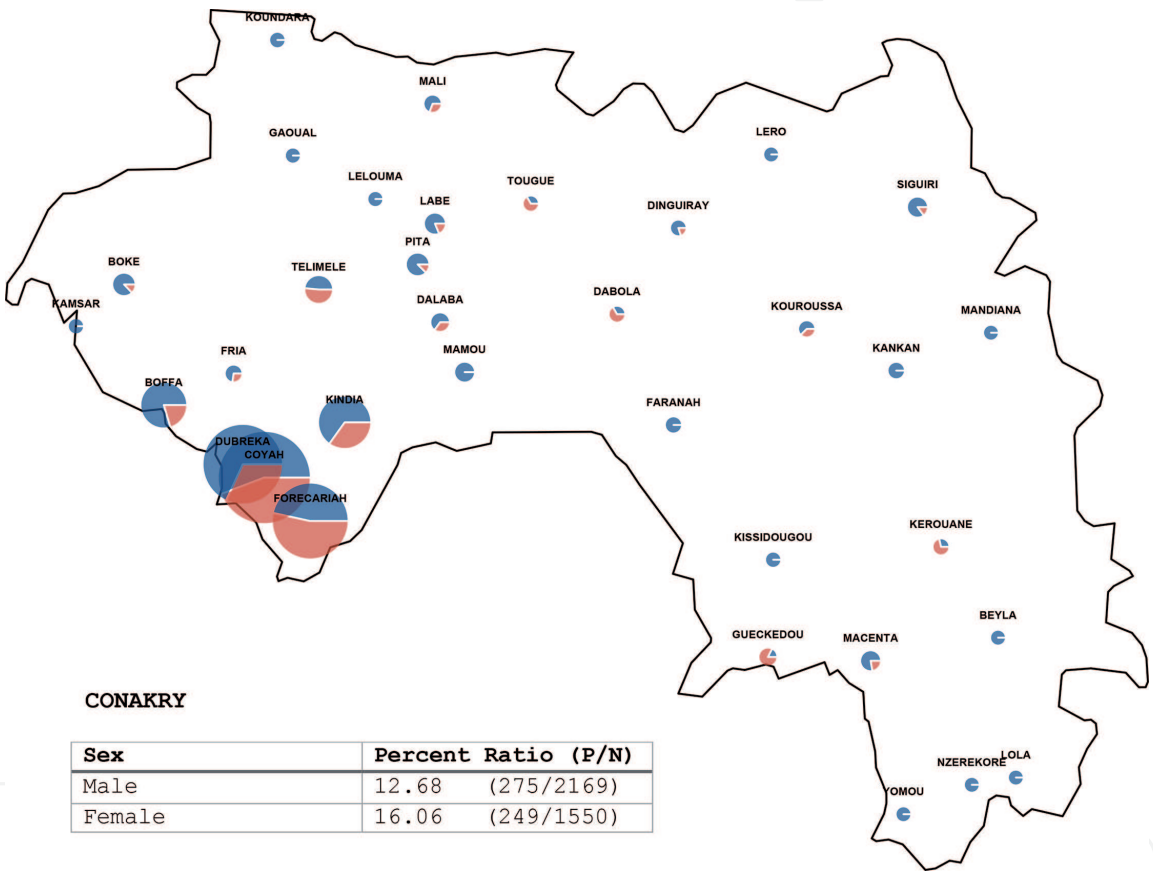 KOUNDARA
MALI
GAOUAL
LERO
LELOUMA
TOUGUE
SIGUIRI
LABE
DINGUIRAY
PITA
BOKE
TELIMELE
DABOLA
KAMSAR
DALABA
KOUROUSSA
MANDIANA
FRIA
MAMOU
KANKAN
BOFFA
KINDIA
FARANAH
DUBREKA
COYAH
FORECARIAH
KEROUANE
KISSIDOUGOU
BEYLA
GUECKEDOU
MACENTA
CONAKRY
Sex Percent Ratio (P/N)
Male 12.68 (275/2169)
Female 16.06 (249/1550)
NZEREKORE
LOLA
YOMOU